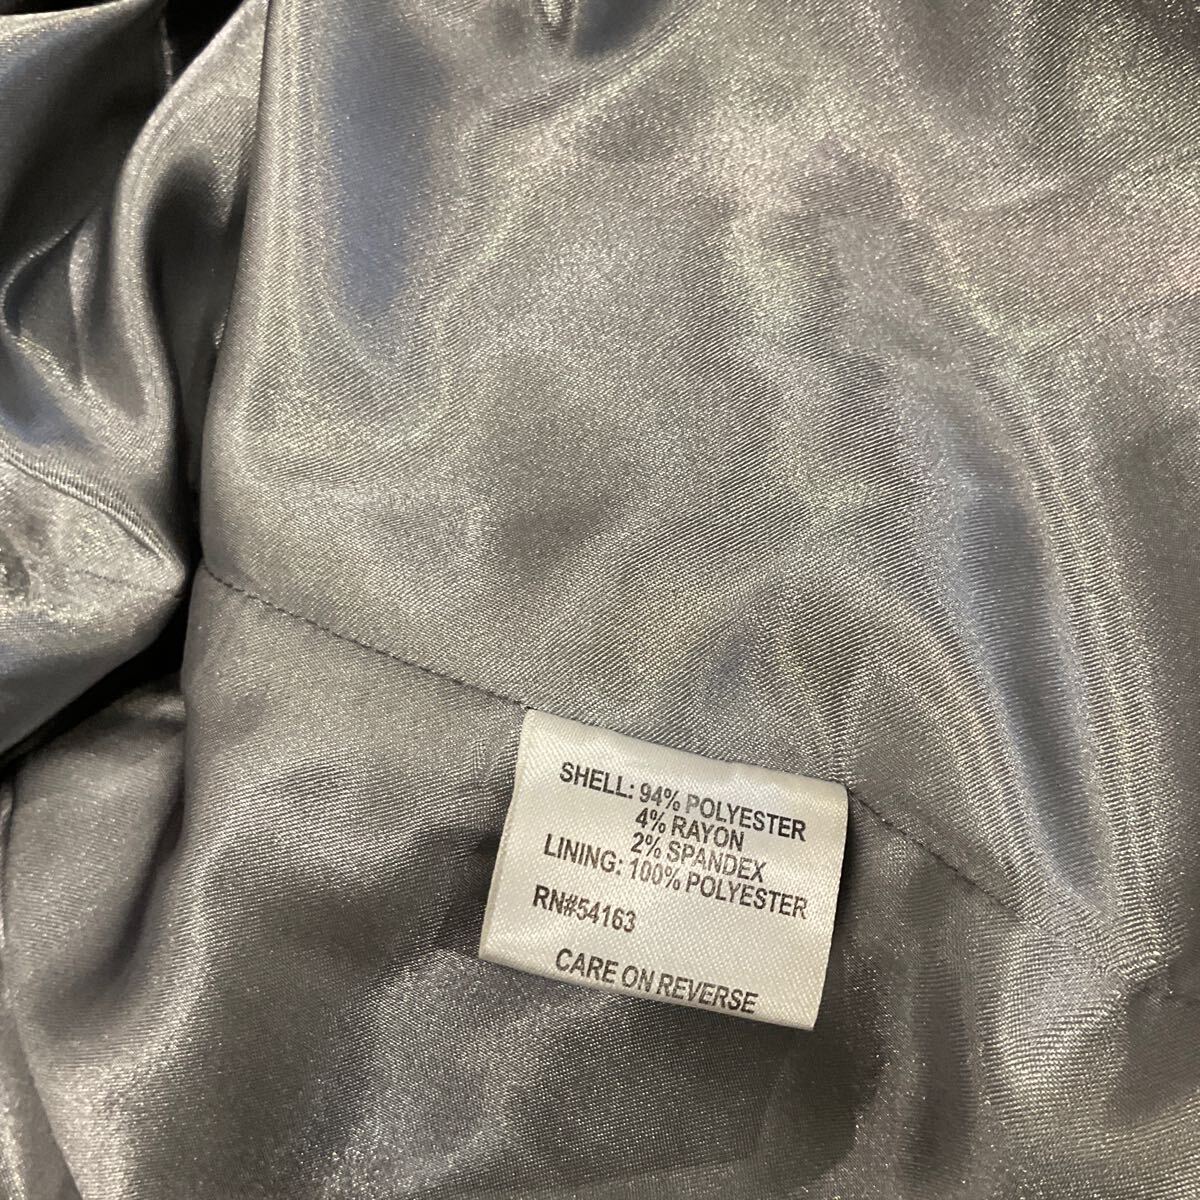 SHELL: 94% POLYESTER
4% RAYON
2% SPANDEX
LINING: 100% POLYESTER
RN#54163
CARE ON REVERSE